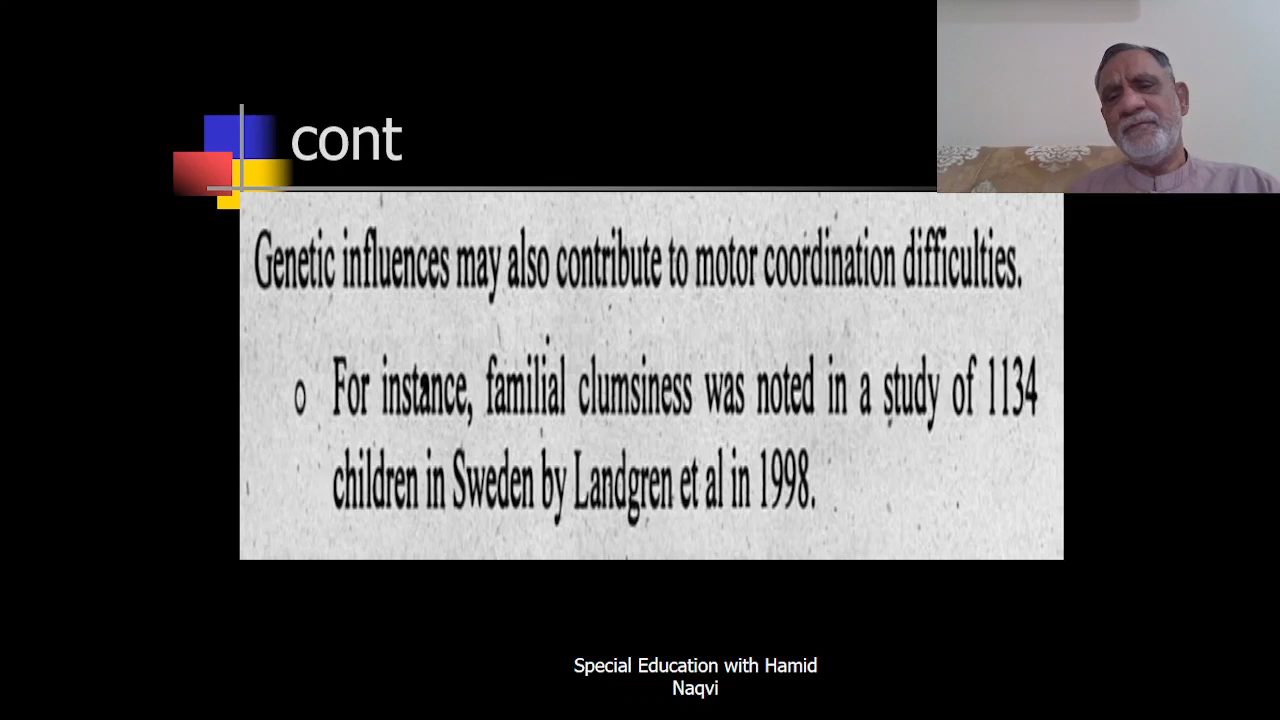 cont
Genetic influences may also contribute to motor coordination difficulties.
o For instance, familial clumsiness was noted in a study of 1134
children in Sweden by Landgren et al in 1998.
Special Education with Hamid
Naqvi